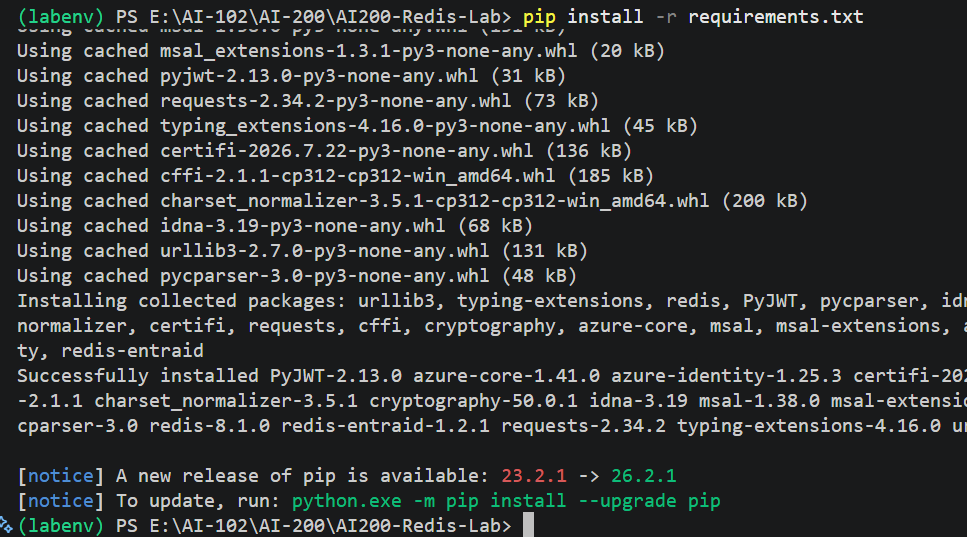 (labenv) PS E:\AI-102\AI-200\AI200-Redis-Lab> pip install -r requirements.txt
Using cached msal-1.38.0-py3-none-any.whl
Using cached msal_extensions-1.3.1-py3-none-any.whl (20 kB)
Using cached pyjwt-2.13.0-py3-none-any.whl (31 kB)
Using cached requests-2.34.2-py3-none-any.whl (73 kB)
Using cached typing_extensions-4.16.0-py3-none-any.whl (45 kB)
Using cached certifi-2026.7.22-py3-none-any.whl (136 kB)
Using cached cffi-2.1.1-cp312-cp312-win_amd64.whl (185 kB)
Using cached charset_normalizer-3.5.1-cp312-cp312-win_amd64.whl (200 kB)
Using cached idna-3.19-py3-none-any.whl (68 kB)
Using cached urllib3-2.7.0-py3-none-any.whl (131 kB)
Using cached pycparser-3.0-py3-none-any.whl (48 kB)
Installing collected packages: urllib3, typing-extensions, redis, PyJWT, pycparser, idn
normalizer, certifi, requests, cffi, cryptography, azure-core, msal, msal-extensions, a
ty, redis-entraid
Successfully installed PyJWT-2.13.0 azure-core-1.41.0 azure-identity-1.25.3 certifi-202
-2.1.1 charset_normalizer-3.5.1 cryptography-50.0.1 idna-3.19 msal-1.38.0 msal-extensio
cparser-3.0 redis-8.1.0 redis-entraid-1.2.1 requests-2.34.2 typing-extensions-4.16.0 ur
[notice] A new release of pip is available: 23.2.1 -> 26.2.1
[notice] To update, run: python.exe -m pip install --upgrade pip
(labenv) PS E:\AI-102\AI-200\AI200-Redis-Lab>